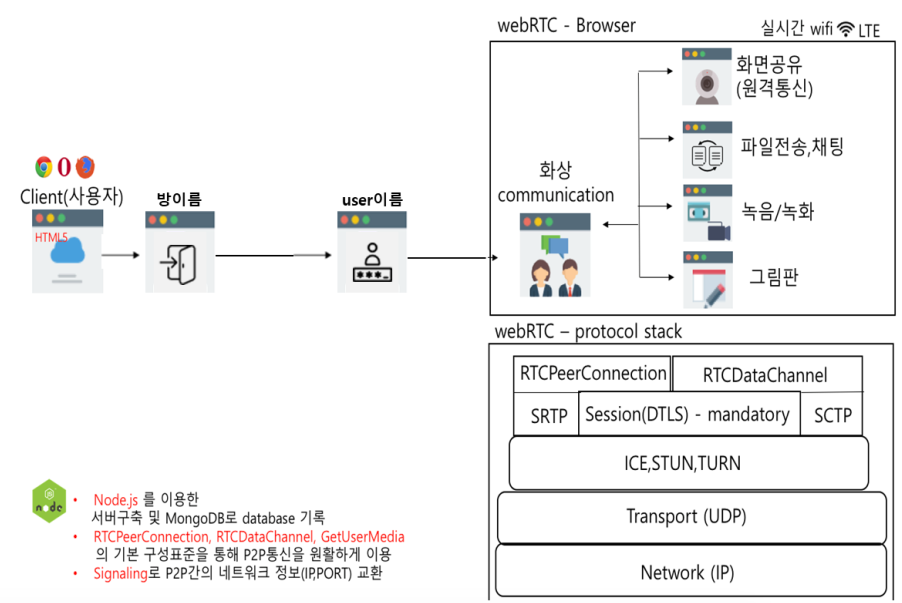 webRTC - Browser
실시간 wifi LTE
화면공유
(원격통신)
파일전송,채팅
화상
communication
녹음/녹화
그림판
Client(사용자)
HTML5
방이름
user이름
***_
webRTC – protocol stack
RTCPeerConnection
RTCDataChannel
SRTP
Session(DTLS) - mandatory
SCTP
ICE,STUN,TURN
Transport (UDP)
Network (IP)
node
• Node.js 를 이용한
서버구축 및 MongoDB로 database 기록
• RTCPeerConnection, RTCDataChannel, GetUserMedia
의 기본 구성표준을 통해 P2P통신을 원활하게 이용
• Signaling로 P2P간의 네트워크 정보(IP,PORT) 교환